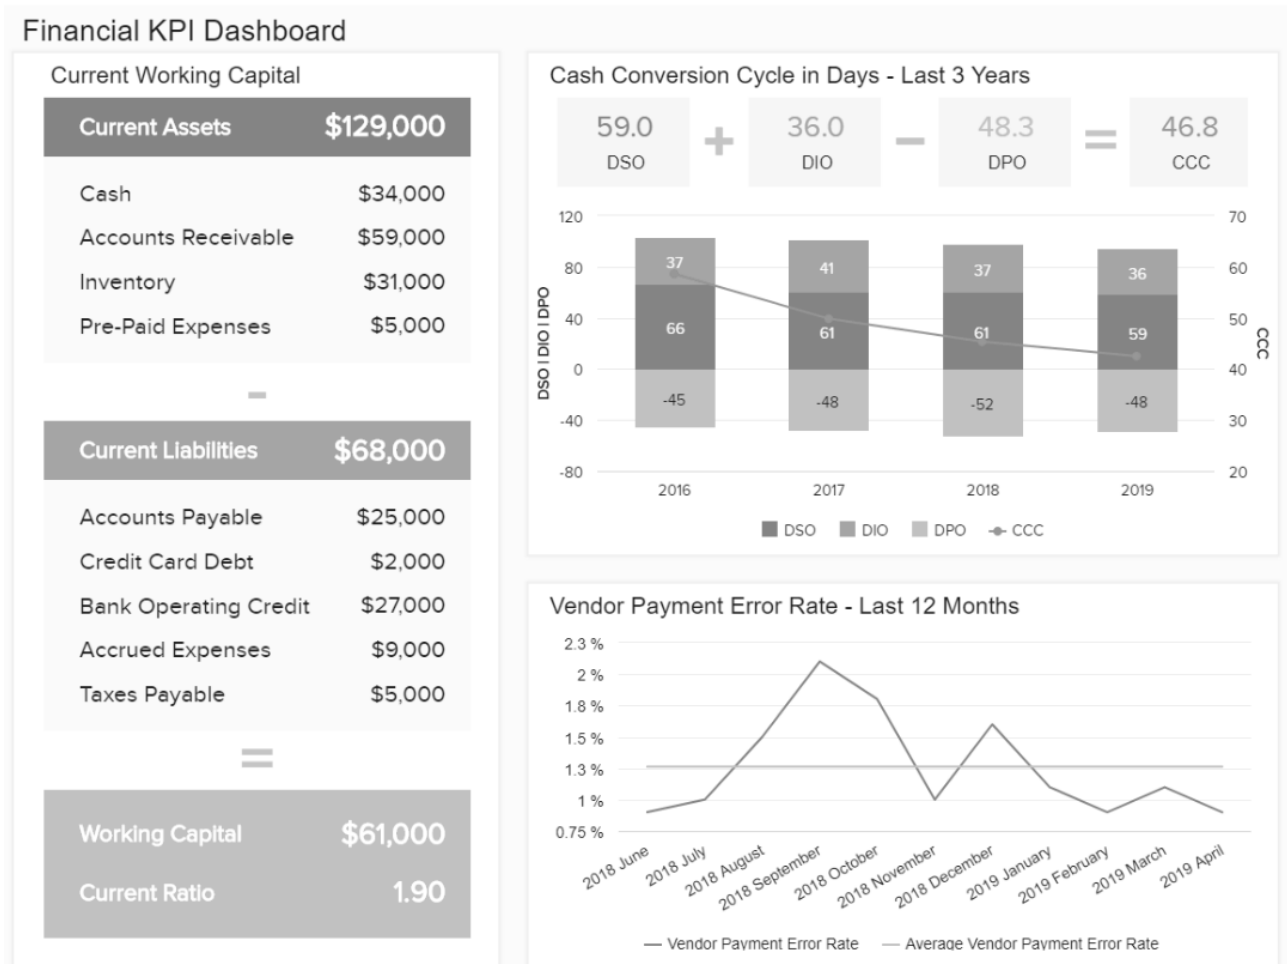 Financial KPI Dashboard
Current Working Capital
Current Assets $129,000
Cash $34,000
Accounts Receivable $59,000
Inventory $31,000
Pre-Paid Expenses $5,000
-
Current Liabilities $68,000
Accounts Payable $25,000
Credit Card Debt $2,000
Bank Operating Credit $27,000
Accrued Expenses $9,000
Taxes Payable $5,000
=
Working Capital $61,000
Current Ratio 1.90
Cash Conversion Cycle in Days - Last 3 Years
59.0 + 36.0 - 48.3 = 46.8
DSO DIO DPO CCC
DSO | DIO | DPO
120
80
40
0
-40
-80
37 41 37 36
66 61 61 59
-45 -48 -52 -48
70
60
50
40
30
20
CCC
2016 2017 2018 2019
DSO DIO DPO CCC
Vendor Payment Error Rate - Last 12 Months
2.3 %
2 %
1.8 %
1.5 %
1.3 %
1 %
0.75 %
2018 June
2018 July
2018 August
2018 September
2018 October
2018 November
2018 December
2019 January
2019 February
2019 March
2019 April
Vendor Payment Error Rate Average Vendor Payment Error Rate